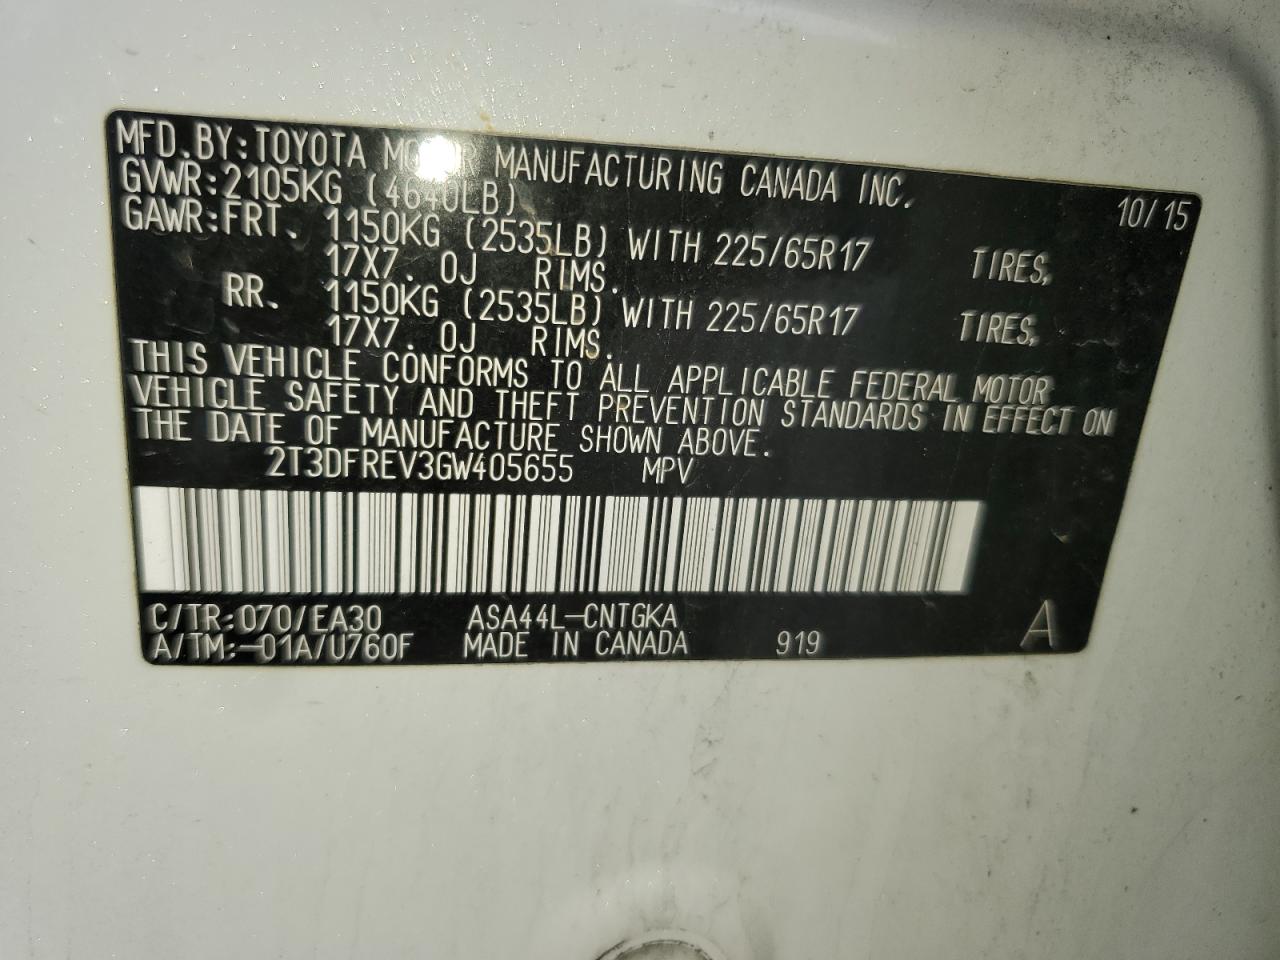 MFD.BY:TOYOTA MOTOR MANUFACTURING CANADA INC. 10/15
GVWR:2105KG (4640LB)
GAWR:FRT. 1150KG (2535LB) WITH 225/65R17 TIRES,
17X7.0J RIMS.
RR. 1150KG (2535LB) WITH 225/65R17 TIRES,
17X7.0J RIMS.
THIS VEHICLE CONFORMS TO ALL APPLICABLE FEDERAL MOTOR
VEHICLE SAFETY AND THEFT PREVENTION STANDARDS IN EFFECT ON
THE DATE OF MANUFACTURE SHOWN ABOVE.
2T3DFREV3GW405655 MPV
C/TR:070/EA30 ASA44L-CNTGKA A
A/TM:-01A/U760F MADE IN CANADA 919